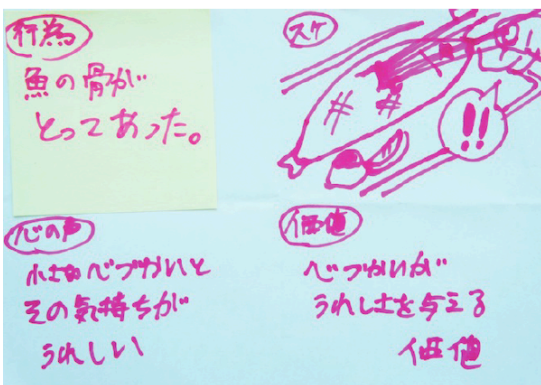 行為
魚の骨が
とってあった。
スケ
!!
心の声
小さな心づかいと
その気持ちが
うれしい
価値
心づかいが
うれしさを与える
価値